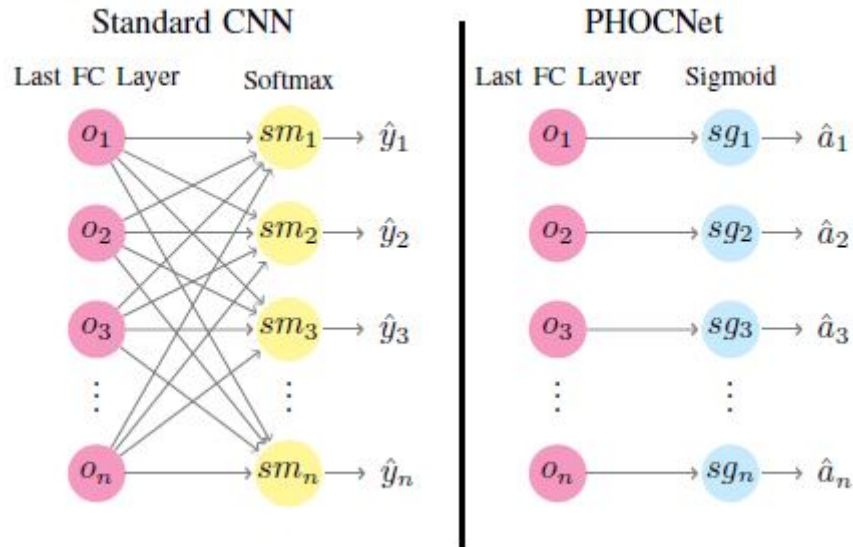 Standard CNN
Last FC Layer Softmax
o₁ sm₁ ŷ₁
o₂ sm₂ ŷ₂
o₃ sm₃ ŷ₃
⋮ ⋮
oₙ smₙ ŷₙ
PHOCNet
Last FC Layer Sigmoid
o₁ sg₁ â₁
o₂ sg₂ â₂
o₃ sg₃ â₃
⋮ ⋮
oₙ sgₙ âₙ